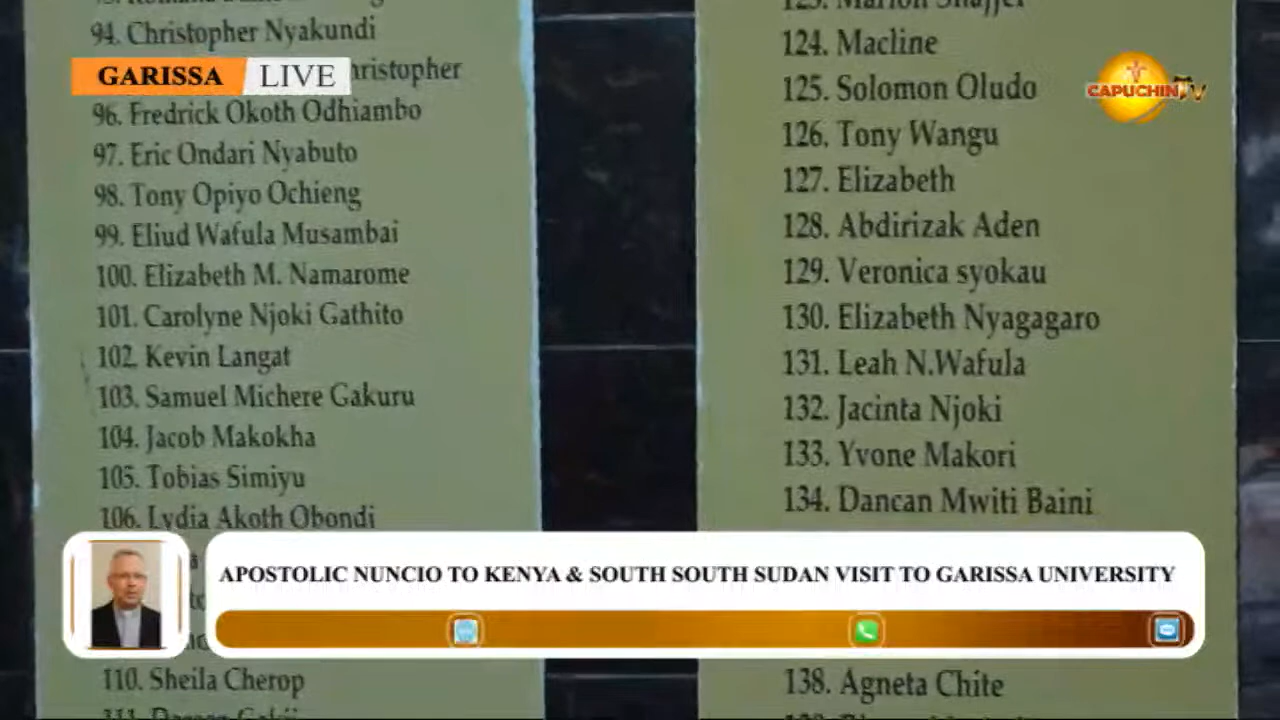 94. Christopher Nyakundi
hristopher
96. Fredrick Okoth Odhiambo
97. Eric Ondari Nyabuto
98. Tony Opiyo Ochieng
99. Eliud Wafula Musambai
100. Elizabeth M. Namarome
101. Carolyne Njoki Gathito
102. Kevin Langat
103. Samuel Michere Gakuru
104. Jacob Makokha
105. Tobias Simiyu
106. Lydia Akoth Obondi
110. Sheila Cherop
124. Macline
125. Solomon Oludo
126. Tony Wangu
127. Elizabeth
128. Abdirizak Aden
129. Veronica syokau
130. Elizabeth Nyagagaro
131. Leah N.Wafula
132. Jacinta Njoki
133. Yvone Makori
134. Dancan Mwiti Baini
138. Agneta Chite
GARISSA LIVE
CAPUCHIN TV
APOSTOLIC NUNCIO TO KENYA & SOUTH SOUTH SUDAN VISIT TO GARISSA UNIVERSITY